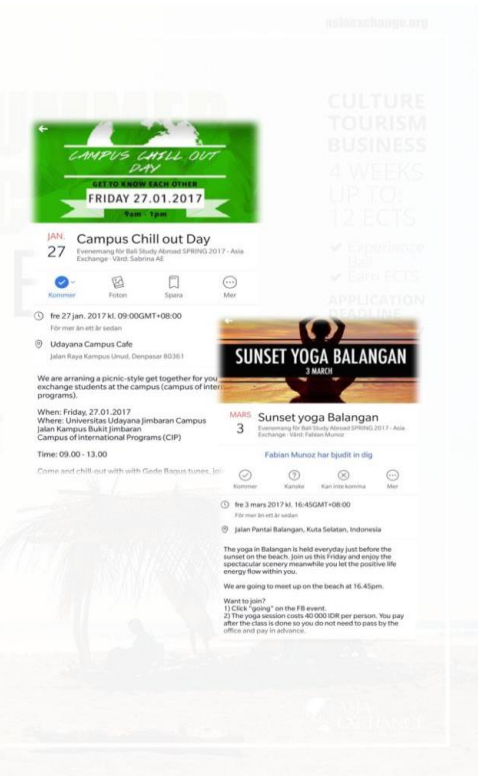 asiaexchange.org
CULTURE
TOURISM
BUSINESS
4 WEEKS
UP TO:
12 ECTS
Experience
Bali
Earn ECTS
APPLICATION
DEADLINE
CAMPUS CHILL OUT
DAY
GET TO KNOW EACH OTHER
FRIDAY 27.01.2017
9am - 1pm
JAN.
27
Campus Chill out Day
Evenemang för Bali Study Abroad SPRING 2017 - Asia
Exchange · Värd: Sabrina AE
Kommer
Foton
Spara
Mer
fre 27 jan. 2017 kl. 09:00GMT+08:00
För mer än ett år sedan
Udayana Campus Cafe
Jalan Raya Kampus Unud, Denpasar 80361
We are arraning a picnic-style get together for you
exchange students at the campus (campus of inter
programs).
When: Friday, 27.01.2017
Where: Universitas Udayana Jimbaran Campus
Jalan Kampus Bukit Jimbaran
Campus of international Programs (CIP)
Time: 09.00 - 13.00
Come and chill-out with with Gede Bagus tunes,
SUNSET YOGA BALANGAN
3 MARCH
MARS
3
Sunset yoga Balangan
Evenemang för Bali Study Abroad SPRING 2017 - Asia
Exchange · Värd: Fabian Munoz
Fabian Munoz har bjudit in dig
Kommer
Kanske
Kan inte komma
Mer
fre 3 mars 2017 kl. 16:45GMT+08:00
För mer än ett år sedan
Jalan Pantai Balangan, Kuta Selatan, Indonesia
The yoga in Balangan is held everyday just before the
sunset on the beach. Join us this Friday and enjoy the
spectacular scenery meanwhile you let the positive life
energy flow within you.
We are going to meet up on the beach at 16.45pm.
Want to join?
1) Click "going" on the FB event.
2) The yoga session costs 40 000 IDR per person. You pay
after the class is done so you do not need to pass by the
office and pay in advance.
ASIA
EXCHANGE